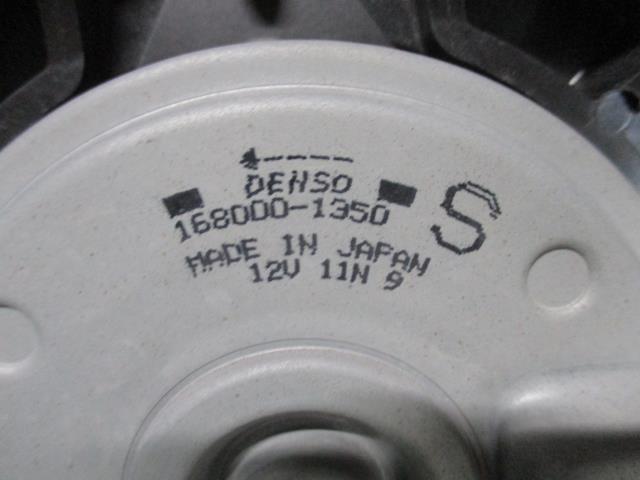 DENSO
168000-1350
S
MADE IN JAPAN
12V 11N 9